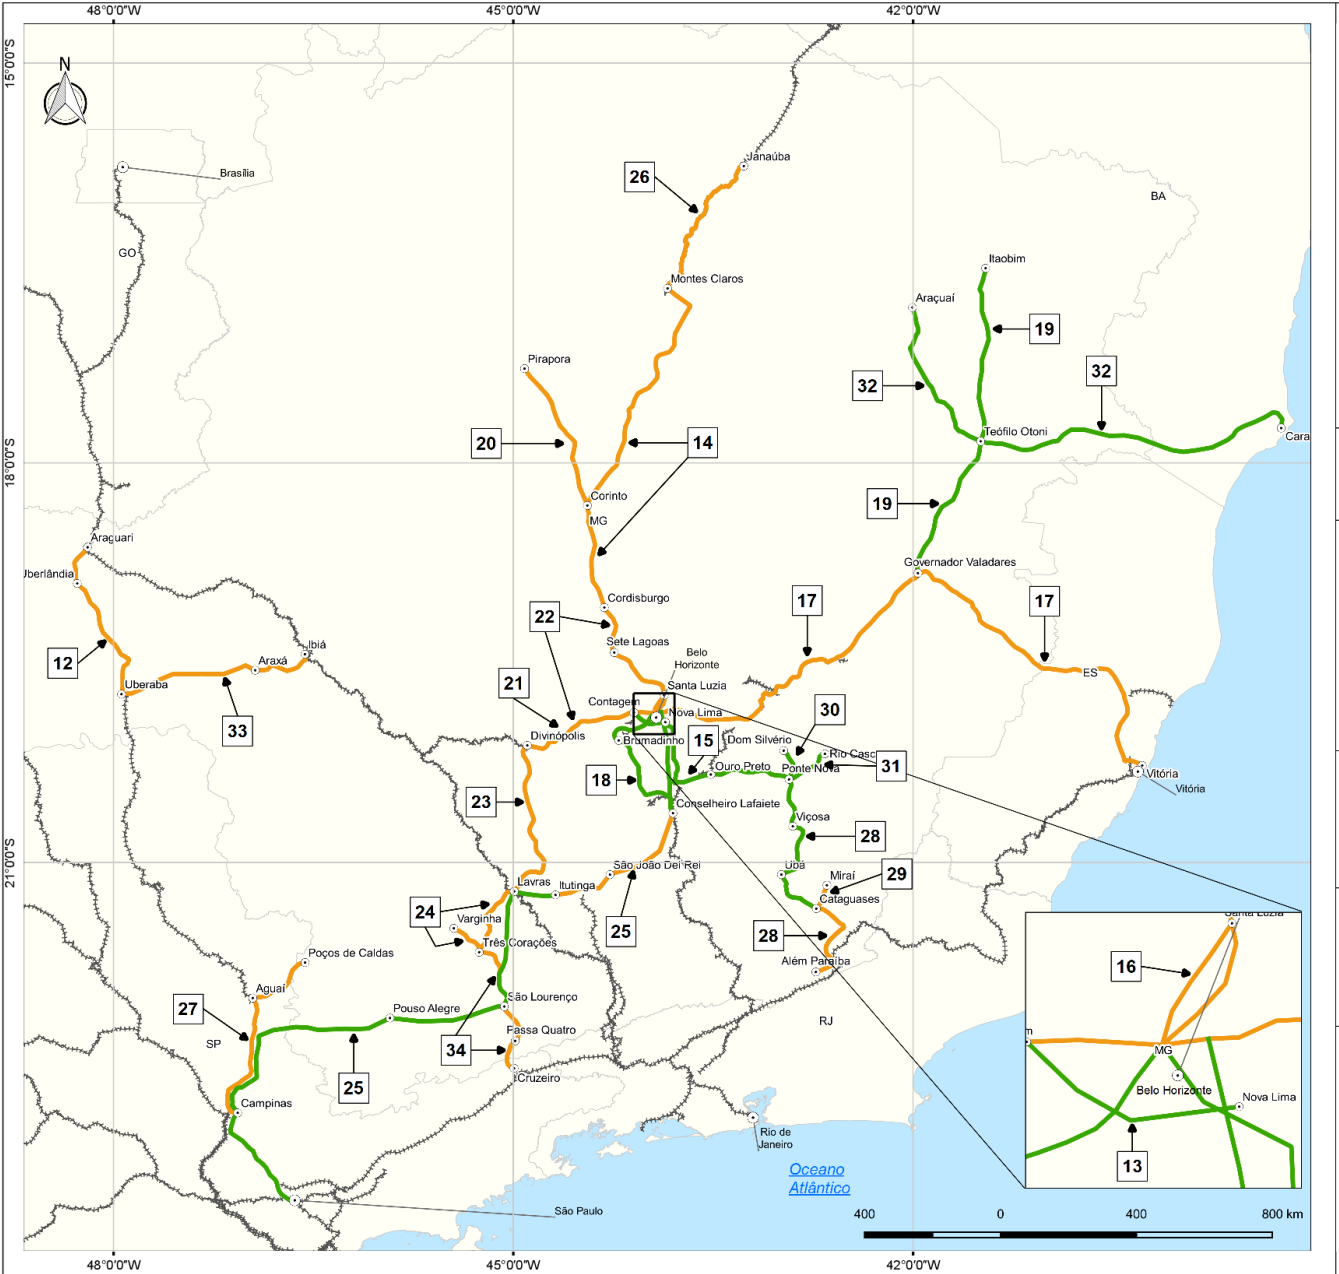 48°0'0"W
45°0'0"W
42°0'0"W
15°0'0"S
N
Janaúba
Brasília
26
BA
GO
Itaobim
Montes Claros
Araçuaí
19
Pirapora
32
32
20
14
Teófilo Otoni
Cara
18°0'0"S
Corinto
19
MG
Araguari
Governador Valadares
Uberlândia
Cordisburgo
17
17
22
Ibiá
Sete Lagoas
Belo
Horizonte
12
Araxá
ES
Uberaba
Santa Luzia
21
Contagem
33
Nova Lima
30
Divinópolis
Brumadinho
15
Dom Silvério
Rio Casc
31
Ouro Preto
Ponte Nova
Vitória
18
Vitória
23
Conselheiro Lafaiete
Viçosa
28
21°0'0"S
São João Del Rei
Ubá
Miraí
29
Lavras
Itutinga
24
Cataguases
Varginha
25
28
Três Corações
Poços de Caldas
Além Paraíba
16
Aguaí
São Lourenço
27
Pouso Alegre
RJ
SP
Passa Quatro
34
25
Cruzeiro
Campinas
Rio de
Janeiro
Santa Luzia
m
MG
Belo Horizonte
Nova Lima
13
Oceano
Atlântico
São Paulo
400
0
400
800 km
48°0'0"W
45°0'0"W
42°0'0"W